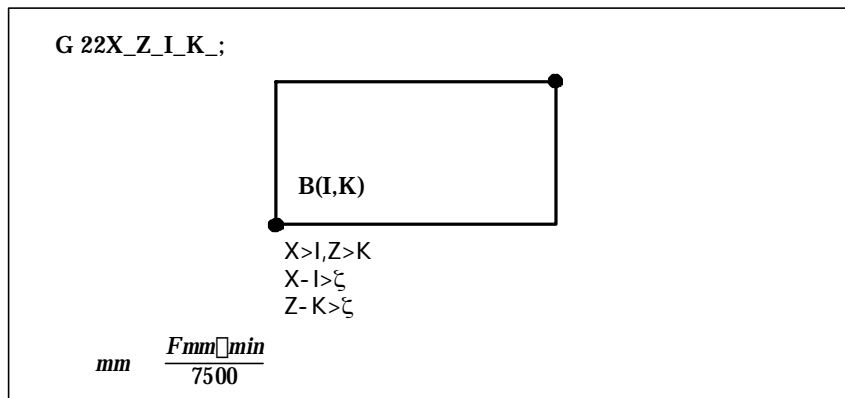 G 22X_Z_I_K_;
B(I,K)
X>I,Z>K
X-I>ζ
Z-K>ζ
mm Fmm□min
7500